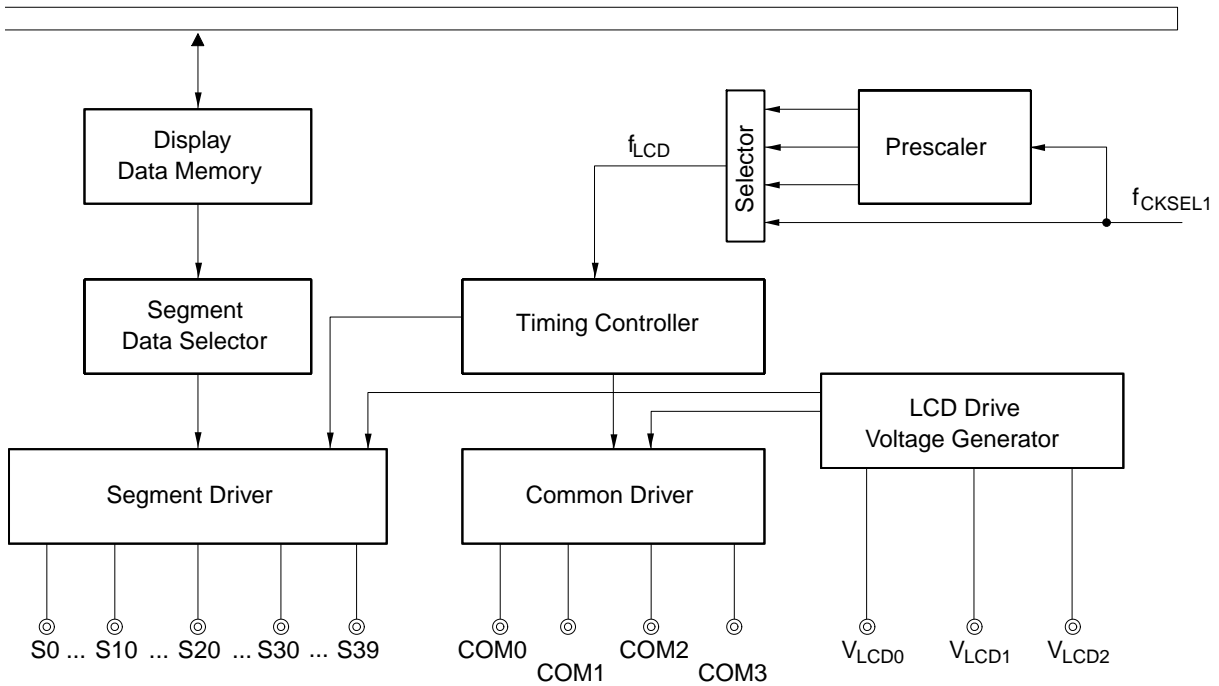 Display
Data Memory
fLCD
Selector
Prescaler
fCKSEL1
Segment
Data Selector
Timing Controller
LCD Drive
Voltage Generator
Segment Driver
Common Driver
S0 ... S10 ... S20 ... S30 ... S39
COM0
COM1
COM2
COM3
VLCD0
VLCD1
VLCD2